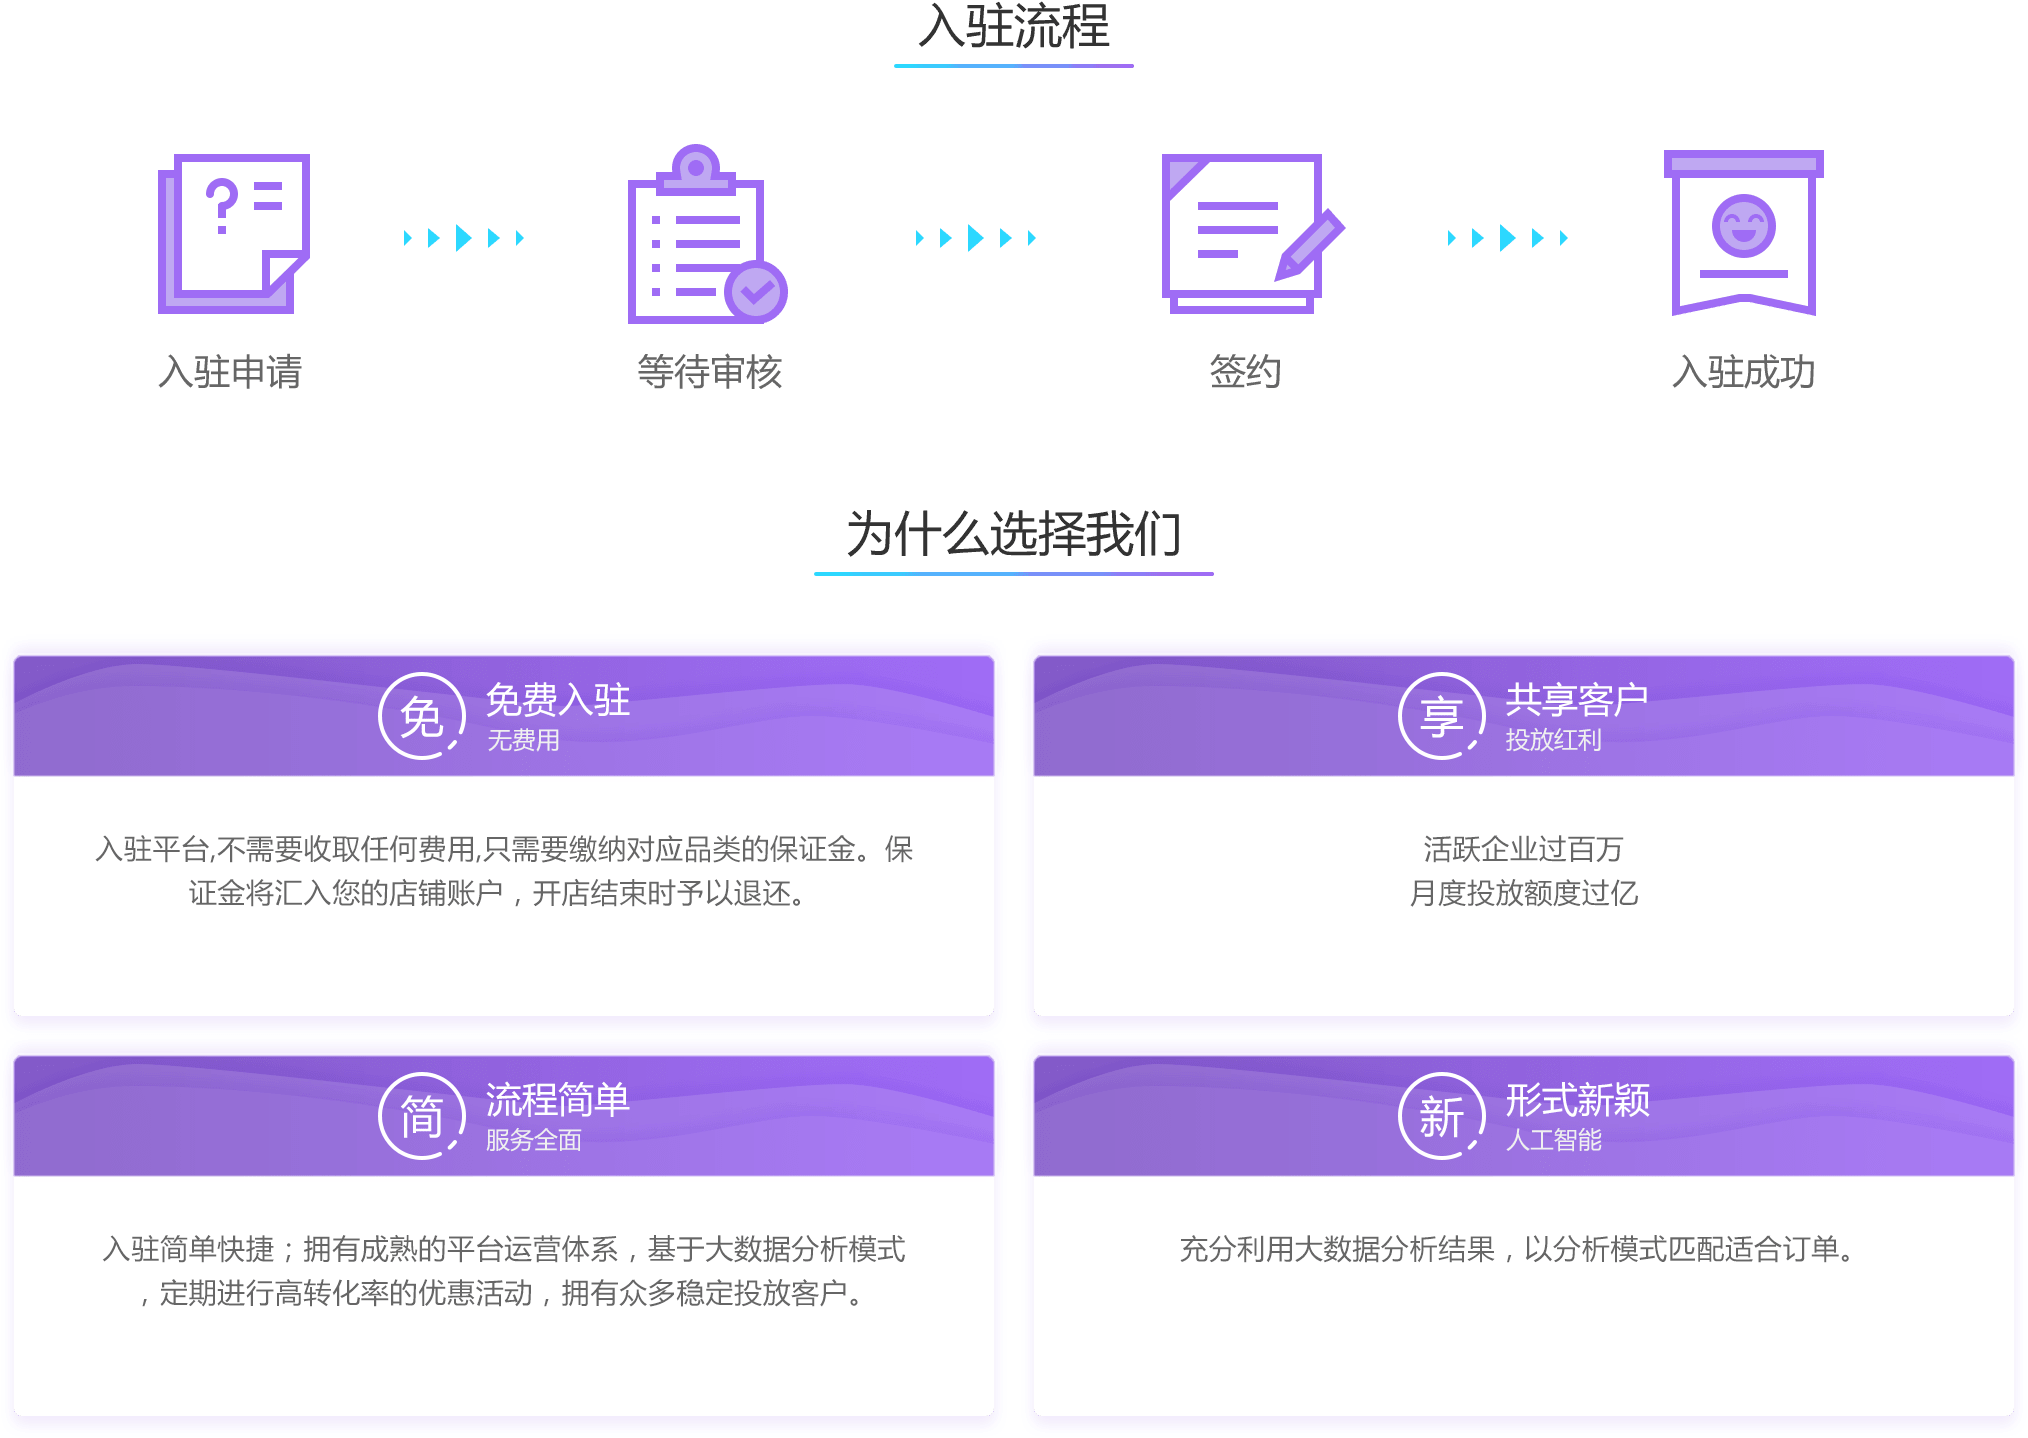 入驻流程
入驻申请
等待审核
签约
入驻成功
为什么选择我们
免
免费入驻
无费用
入驻平台,不需要收取任何费用,只需要缴纳对应品类的保证金。保
证金将汇入您的店铺账户，开店结束时予以退还。
享
共享客户
投放红利
活跃企业过百万
月度投放额度过亿
简
流程简单
服务全面
入驻简单快捷；拥有成熟的平台运营体系，基于大数据分析模式
，定期进行高转化率的优惠活动，拥有众多稳定投放客户。
新
形式新颖
人工智能
充分利用大数据分析结果，以分析模式匹配适合订单。